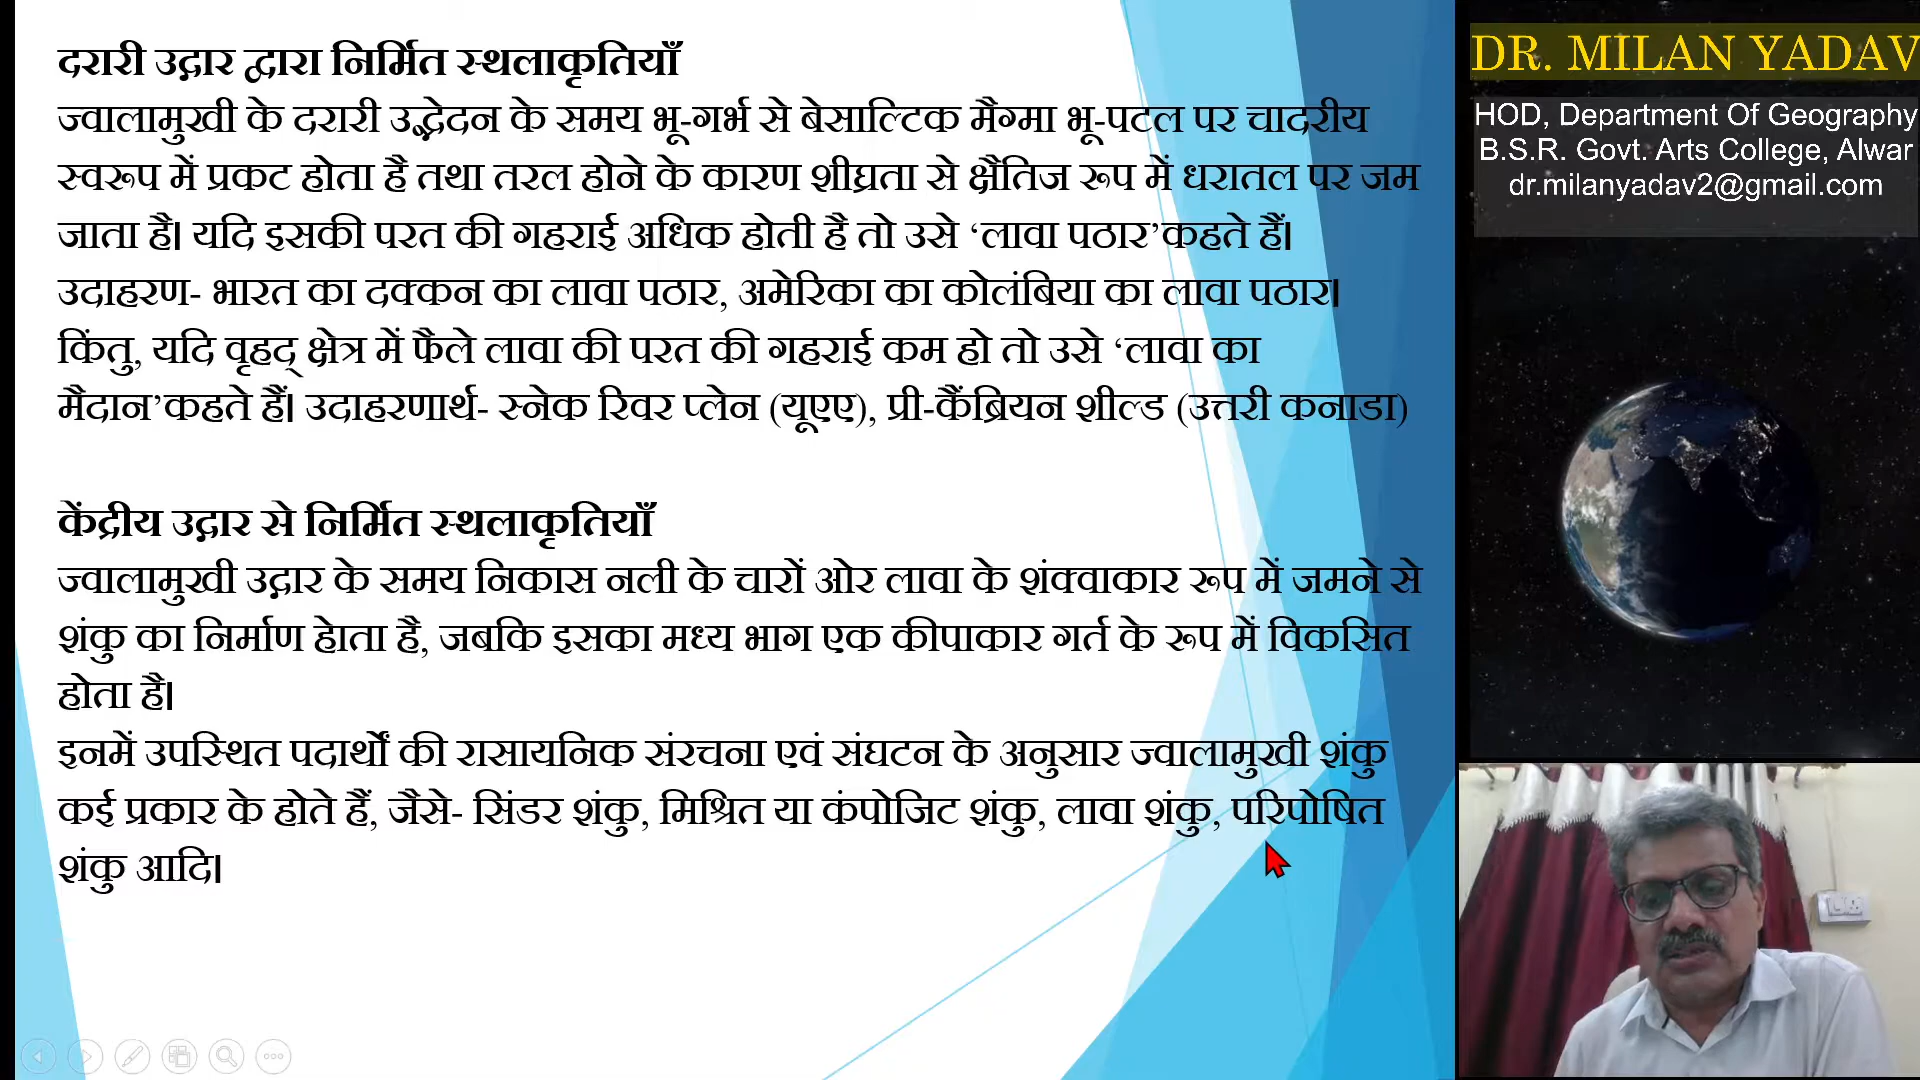 दरारी उद्गार द्वारा निर्मित स्थलाकृतियाँ
ज्वालामुखी के दरारी उद्भेदन के समय भू-गर्भ से बेसाल्टिक मैग्मा भू-पटल पर चादरीय
स्वरूप में प्रकट होता है तथा तरल होने के कारण शीघ्रता से क्षैतिज रूप में धरातल पर जम
जाता है। यदि इसकी परत की गहराई अधिक होती है तो उसे ‘लावा पठार’कहते हैं।
उदाहरण- भारत का दक्कन का लावा पठार, अमेरिका का कोलंबिया का लावा पठार।
किंतु, यदि वृहद् क्षेत्र में फैले लावा की परत की गहराई कम हो तो उसे ‘लावा का
मैदान’कहते हैं। उदाहरणार्थ- स्नेक रिवर प्लेन (यूएए), प्री-कैंब्रियन शील्ड (उत्तरी कनाडा)
केंद्रीय उद्गार से निर्मित स्थलाकृतियाँ
ज्वालामुखी उद्गार के समय निकास नली के चारों ओर लावा के शंक्वाकार रूप में जमने से
शंकु का निर्माण हेाता है, जबकि इसका मध्य भाग एक कीपाकार गर्त के रूप में विकसित
होता है।
इनमें उपस्थित पदार्थों की रासायनिक संरचना एवं संघटन के अनुसार ज्वालामुखी शंकु
कई प्रकार के होते हैं, जैसे- सिंडर शंकु, मिश्रित या कंपोजिट शंकु, लावा शंकु, परिपोषित
शंकु आदि।
DR. MILAN YADAV
HOD, Department Of Geography
B.S.R. Govt. Arts College, Alwar
dr.milanyadav2@gmail.com